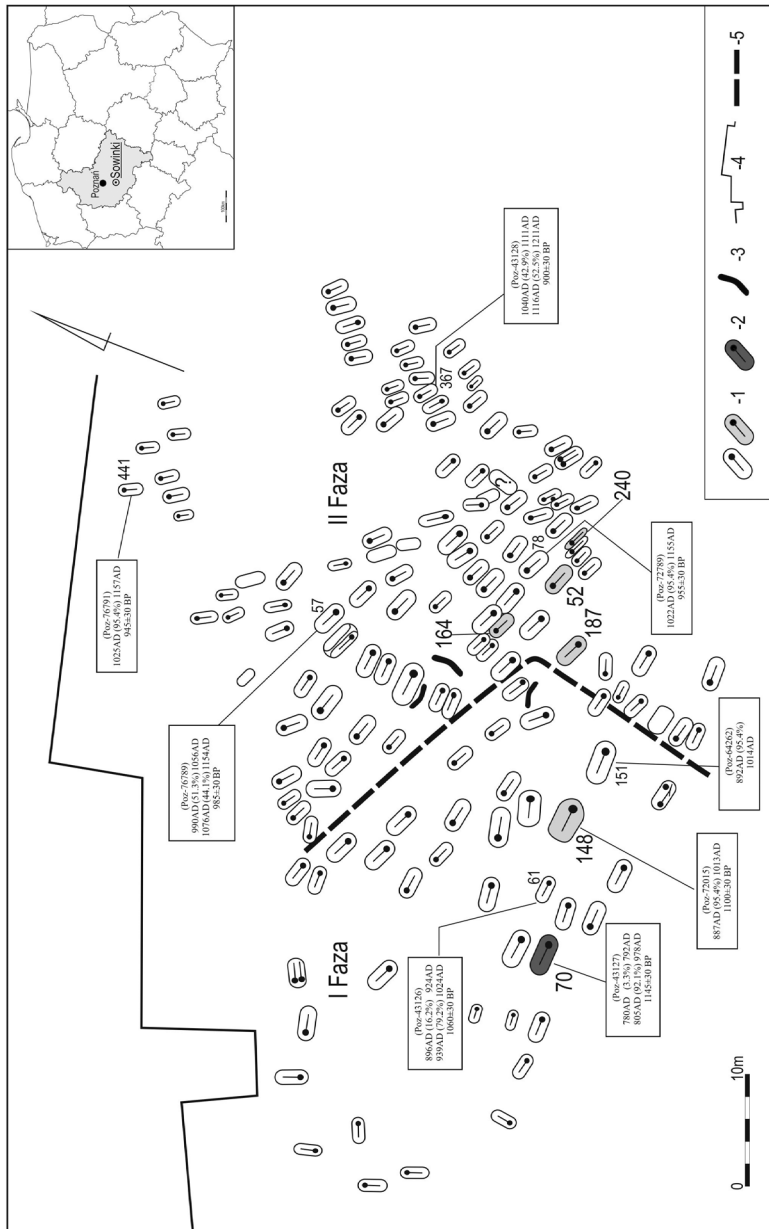 Poznań
Sowinki
100km
(Poz-76791)
1025AD (95.4%) 1157AD
945±30 BP
441
(Poz-76789)
990AD (51.3%) 1056AD
1076AD (44.1%) 1154AD
985±30 BP
57
II Faza
(Poz-43128)
1040AD (42.9%) 1111AD
1116AD (52.5%) 1211AD
900±30 BP
367
?
164
78
240
52
187
(Poz-72789)
1022AD (95.4%) 1155AD
955±30 BP
I Faza
(Poz-43126)
896AD (16.2%) 924AD
939AD (79.2%) 1024AD
1060±30 BP
61
70
148
151
(Poz-64262)
892AD (95.4%)
1014AD
(Poz-72015)
887AD (95.4%) 1013AD
1100±30 BP
(Poz-43127)
780AD (3.3%) 792AD
805AD (92.1%) 978AD
1145±30 BP
0 10m
-1
-2
-3
-4
-5